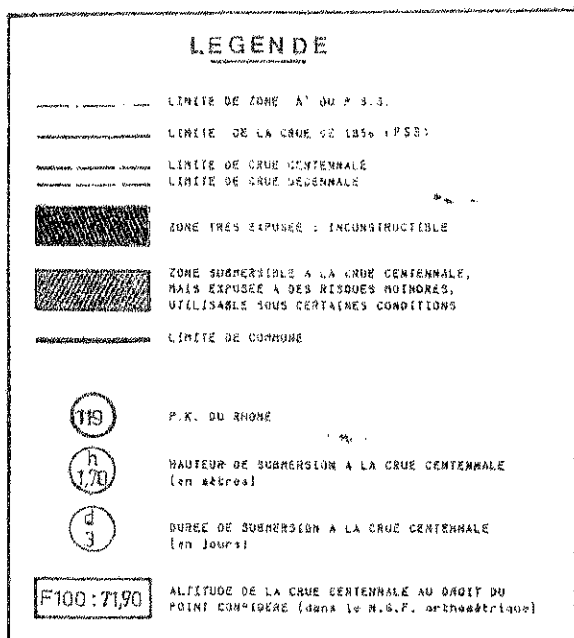 LEGENDE
LIMITE DE ZONE A' DU P.S.S.
LIMITE DE LA CRUE DE 1856 (PSS)
LIMITE DE CRUE CENTENNALE
LIMITE DE CRUE DECENNALE
ZONE TRES EXPOSEE : INCONSTRUCTIBLE
ZONE SUBMERSIBLE A LA CRUE CENTENNALE,
MAIS EXPOSEE A DES RISQUES MOINDRES,
UTILISABLE SOUS CERTAINES CONDITIONS
LIMITE DE COMMUNE
119 P.K. DU RHONE
h
1,70
HAUTEUR DE SUBMERSION A LA CRUE CENTENNALE
(en mètres)
d
3
DUREE DE SUBMERSION A LA CRUE CENTENNALE
(en jours)
F100 : 71,90
ALTITUDE DE LA CRUE CENTENNALE AU DROIT DU
POINT CONSIDERE (dans le N.G.F. orthométrique)